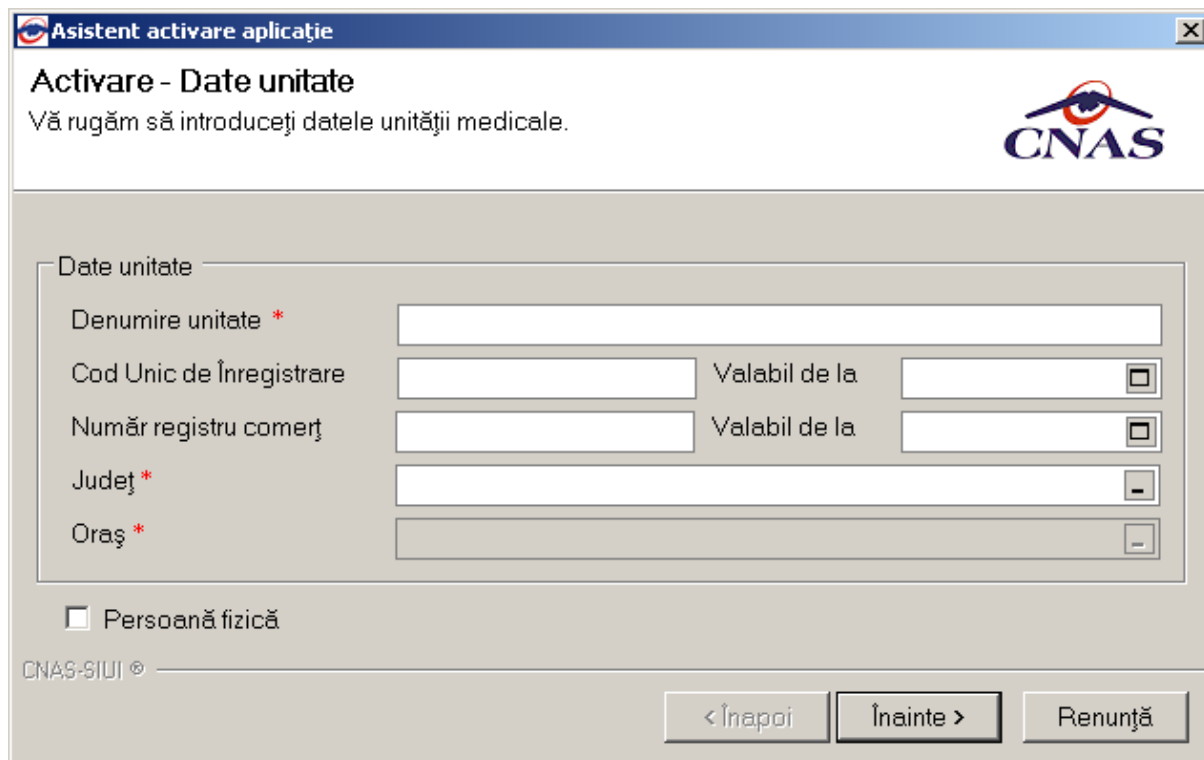 Asistent activare aplicaţie
Activare - Date unitate
Vă rugăm să introduceţi datele unităţii medicale.
CNAS
Date unitate
Denumire unitate *
Cod Unic de Înregistrare Valabil de la
Număr registru comerţ Valabil de la
Judeţ *
Oraş *
Persoană fizică
CNAS-SIUI ®
< Înapoi Înainte > Renunţă